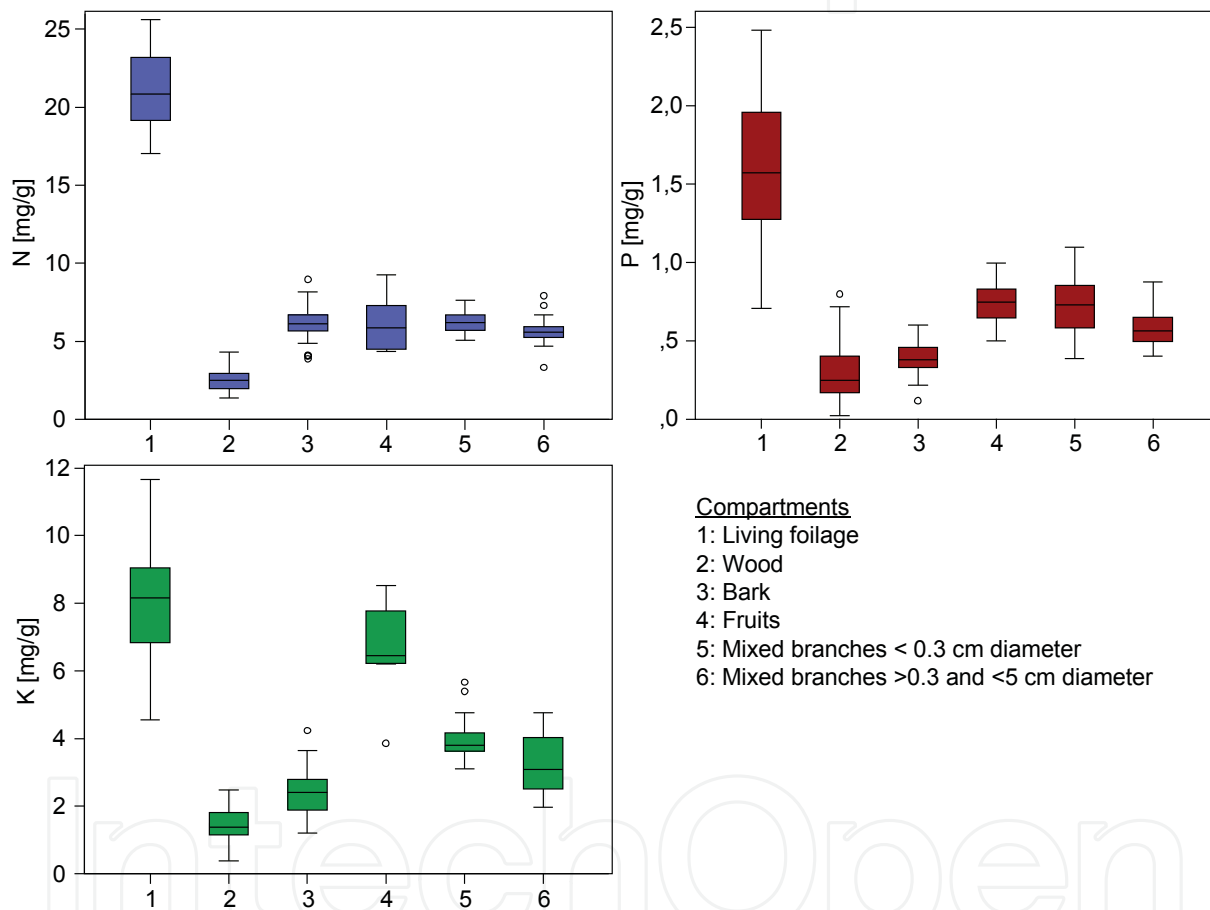 N [mg/g]
25
20
15
10
5
0
1 2 3 4 5 6
P [mg/g]
2,5
2,0
1,5
1,0
,5
,0
1 2 3 4 5 6
K [mg/g]
12
10
8
6
4
2
0
1 2 3 4 5 6
Compartments
1: Living foilage
2: Wood
3: Bark
4: Fruits
5: Mixed branches < 0.3 cm diameter
6: Mixed branches >0.3 and <5 cm diameter
IntechOpen